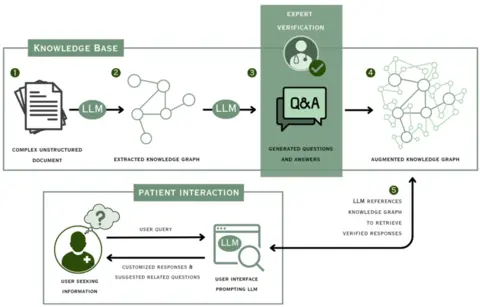 EXPERT
VERIFICATION
KNOWLEDGE BASE
1
2
3
4
LLM
LLM
Q&A
COMPLEX UNSTRUCTURED
DOCUMENT
EXTRACTED KNOWLEDGE GRAPH
GENERATED QUESTIONS
AND ANSWERS
AUGMENTED KNOWLEDGE GRAPH
PATIENT INTERACTION
5
LLM REFERENCES
KNOWLEDGE GRAPH
TO RETRIEVE
VERIFIED RESPONSES
?
USER QUERY
LLM
CUSTOMIZED RESPONSES &
SUGGESTED RELATED QUESTIONS
USER SEEKING
INFORMATION
USER INTERFACE
PROMPTING LLM